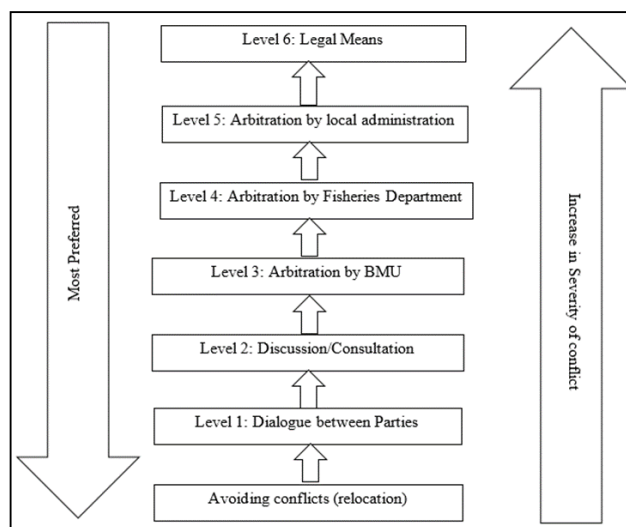 Level 6: Legal Means
Level 5: Arbitration by local administration
Level 4: Arbitration by Fisheries Department
Level 3: Arbitration by BMU
Level 2: Discussion/Consultation
Level 1: Dialogue between Parties
Avoiding conflicts (relocation)
Most Preferred
Increase in Severity of conflict